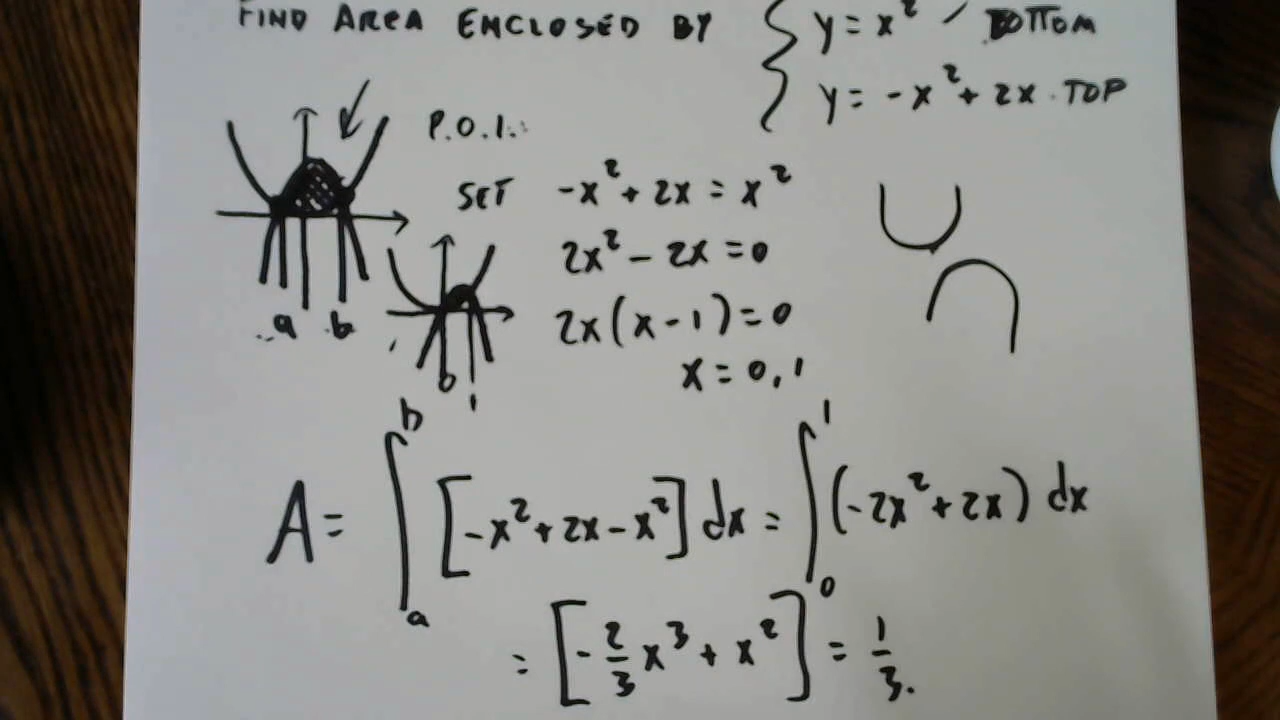 FIND AREA ENCLOSED BY { y = x² / BOTTOM
y = -x² + 2x . TOP
P.O.I.:
SET -x² + 2x = x²
2x² - 2x = 0
2x(x-1) = 0
x = 0, 1
a b
0 1
A = ∫ₐᵇ [-x² + 2x - x²] dx = ∫₀¹ (-2x² + 2x) dx
= [-2/3 x³ + x²] = 1/3.